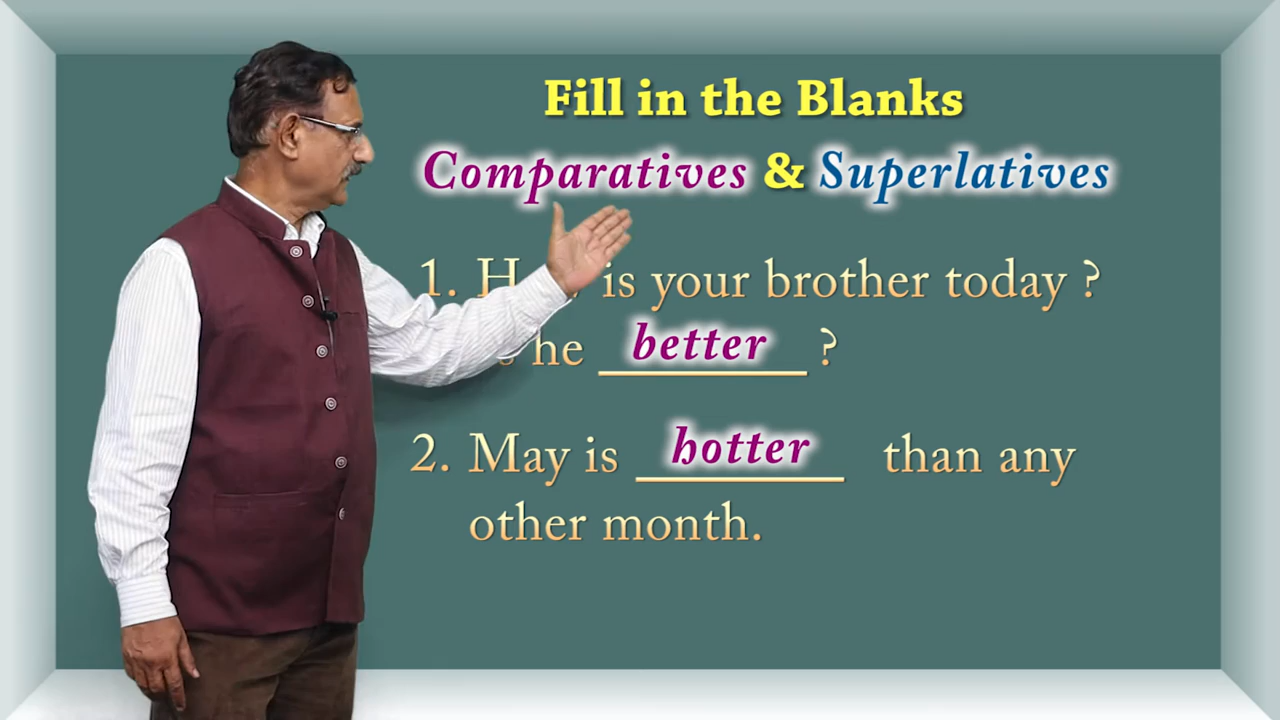 Fill in the Blanks
Comparatives & Superlatives
1. is your brother today ?
he better ?
2. May is hotter than any
other month.